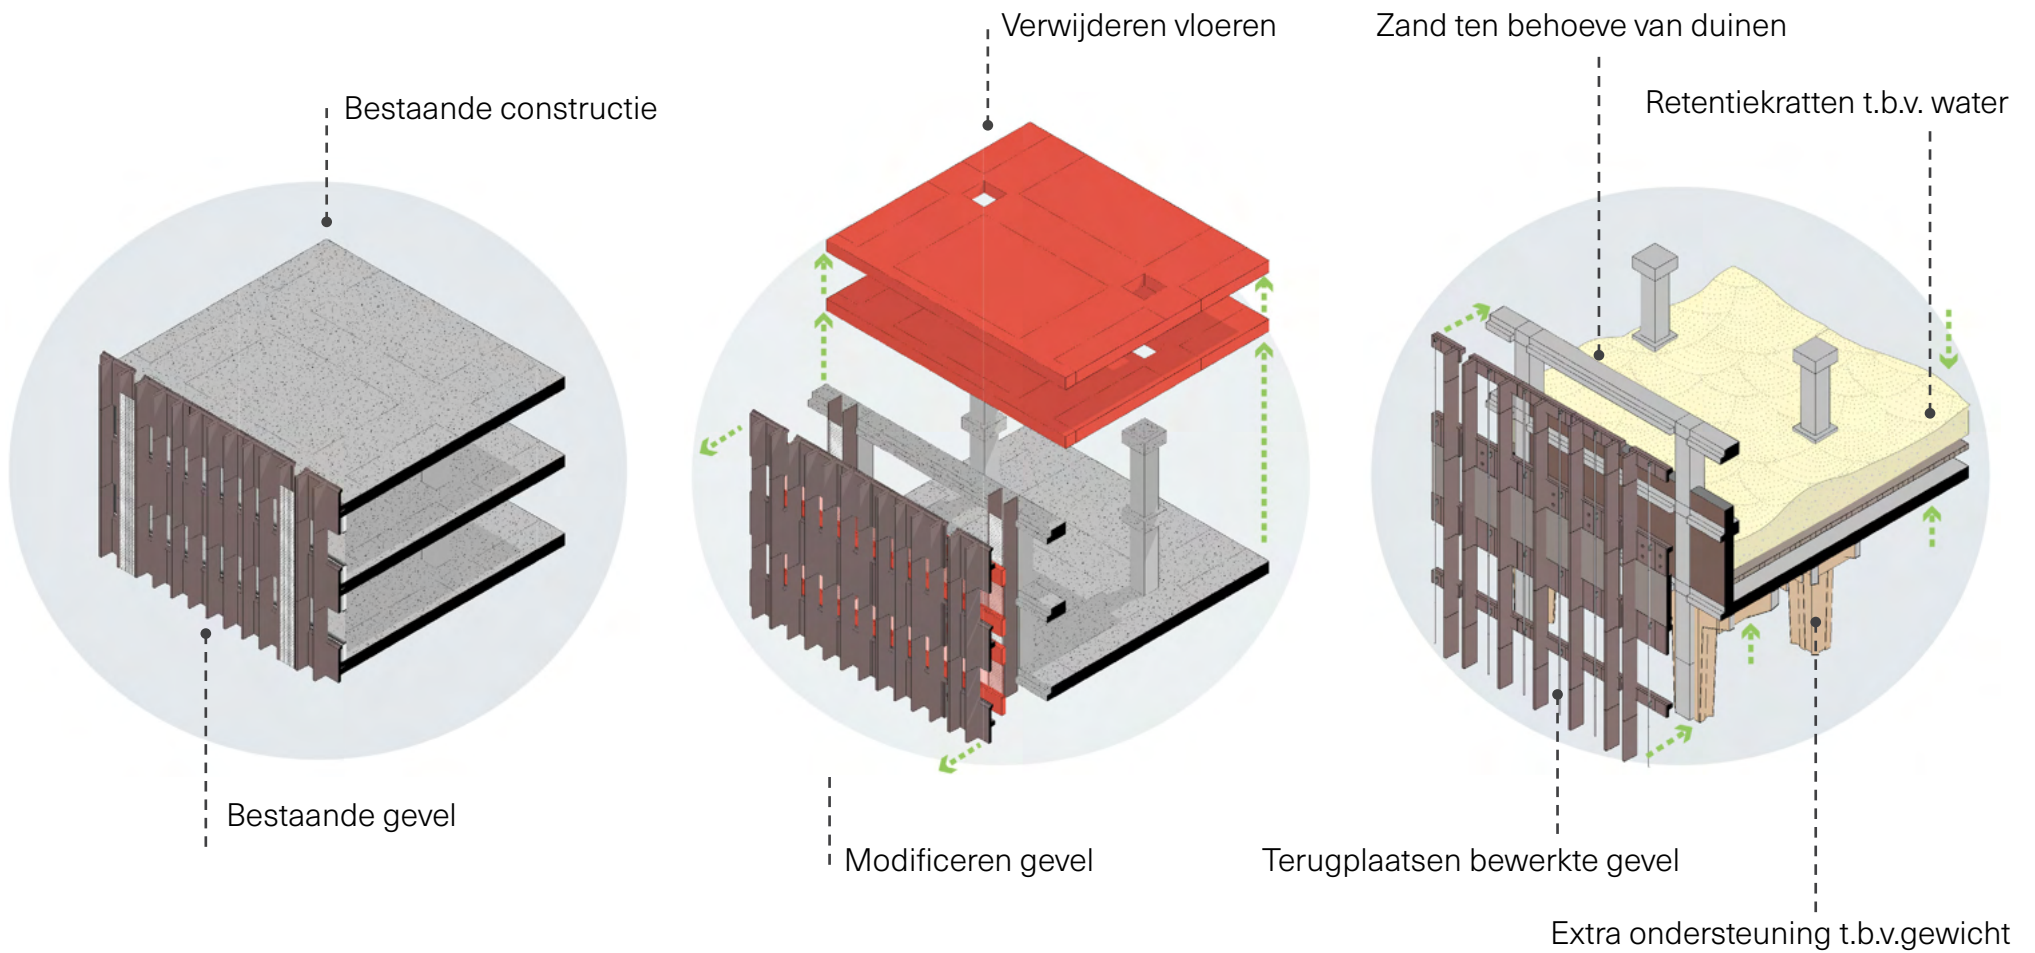 Bestaande constructie
Bestaande gevel
Verwijderen vloeren
Modificeren gevel
Zand ten behoeve van duinen
Retentiekratten t.b.v. water
Terugplaatsen bewerkte gevel
Extra ondersteuning t.b.v.gewicht